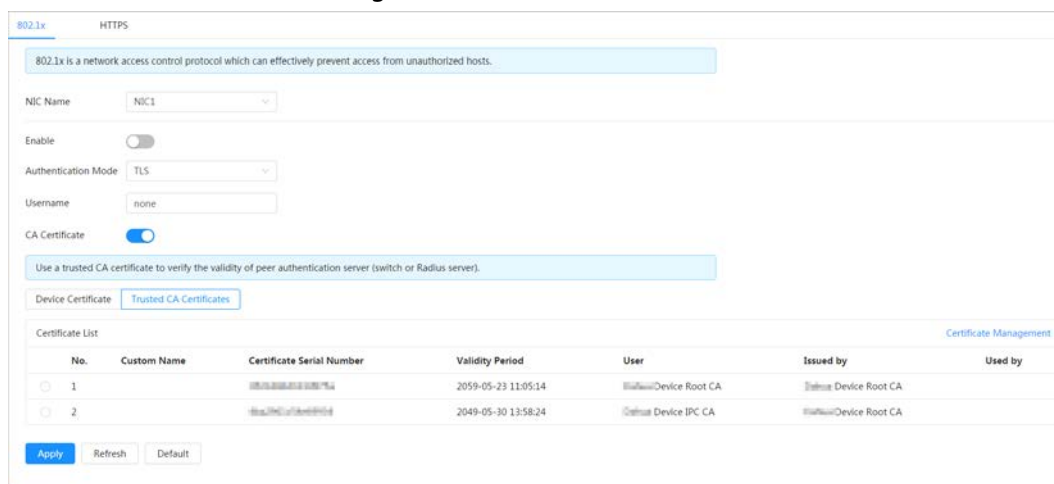 802.1x HTTPS
802.1x is a network access control protocol which can effectively prevent access from unauthorized hosts.
NIC Name NIC1
Enable
Authentication Mode TLS
Username none
CA Certificate
Use a trusted CA certificate to verify the validity of peer authentication server (switch or Radius server).
Device Certificate Trusted CA Certificates
Certificate List Certificate Management
No. Custom Name Certificate Serial Number Validity Period User Issued by Used by
1 2059-05-23 11:05:14 Device Root CA Device Root CA
2 2049-05-30 13:58:24 Device IPC CA Device Root CA
Apply Refresh Default